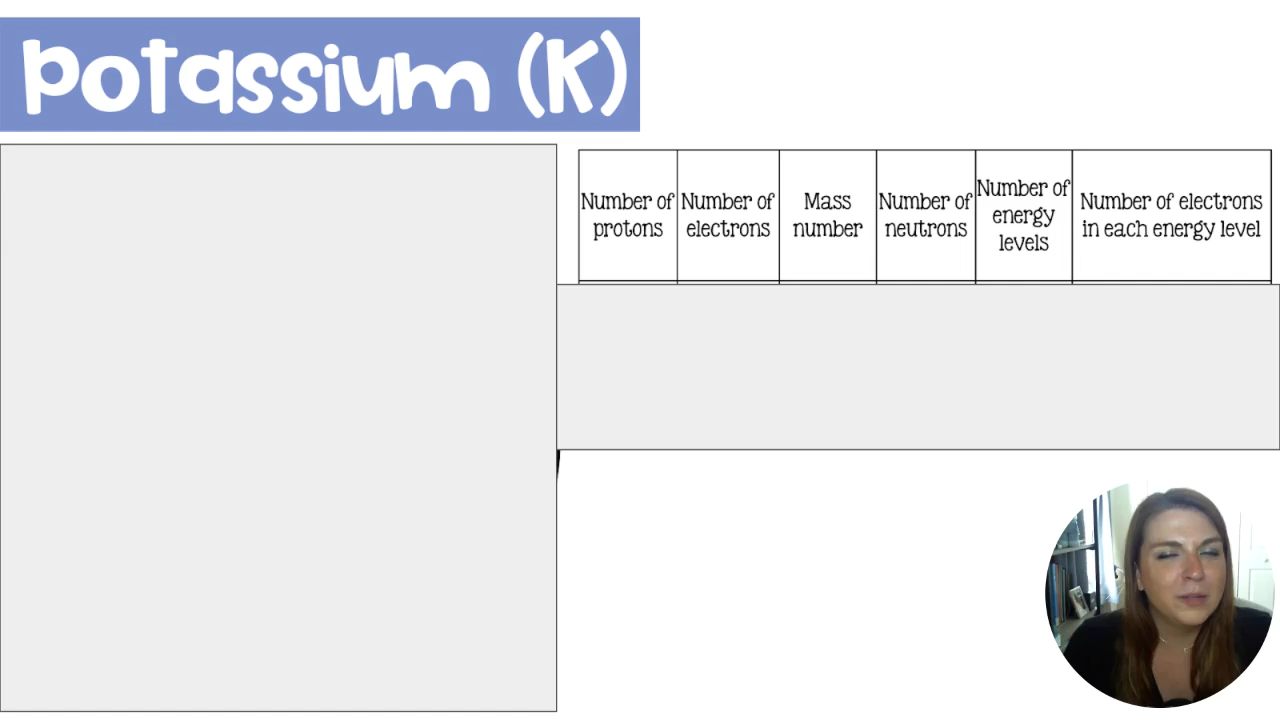 Potassium (K)
Number of
protons
Number of
electrons
Mass
number
Number of
neutrons
Number of
energy
levels
Number of electrons
in each energy level